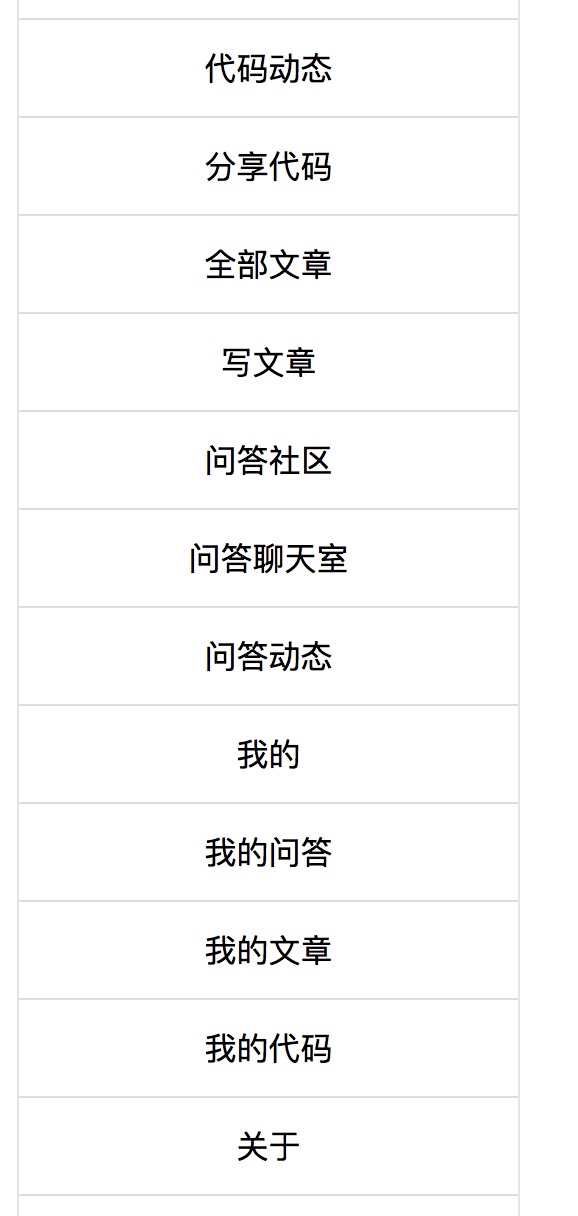 代码动态
分享代码
全部文章
写文章
问答社区
问答聊天室
问答动态
我的
我的问答
我的文章
我的代码
关于